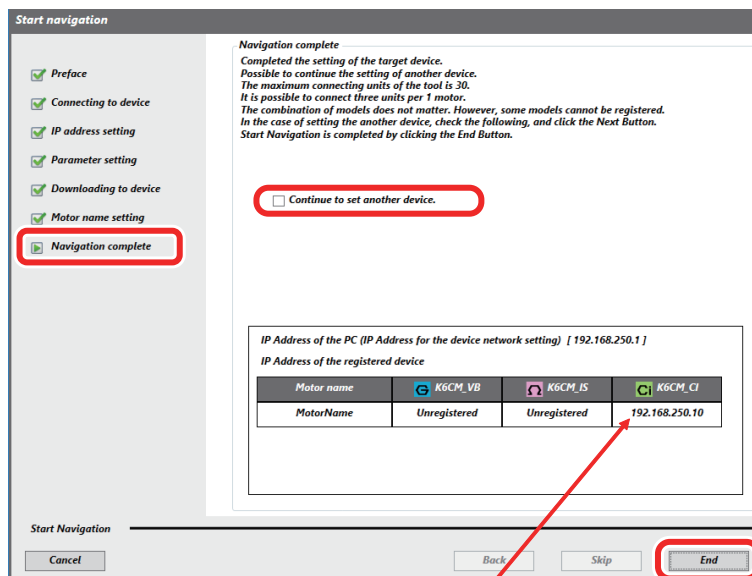 Start navigation
Preface
Connecting to device
IP address setting
Parameter setting
Downloading to device
Motor name setting
Navigation complete
Navigation complete
Completed the setting of the target device.
Possible to continue the setting of another device.
The maximum connecting units of the tool is 30.
It is possible to connect three units per 1 motor.
The combination of models does not matter. However, some models cannot be registered.
In the case of setting the another device, check the following, and click the Next Button.
Start Navigation is completed by clicking the End Button.
Continue to set another device.
IP Address of the PC (IP Address for the device network setting) [ 192.168.250.1 ]
IP Address of the registered device
Motor name G K6CM_VB Ω K6CM_IS Ci K6CM_CI
MotorName Unregistered Unregistered 192.168.250.10
Start Navigation
Cancel Back Skip End